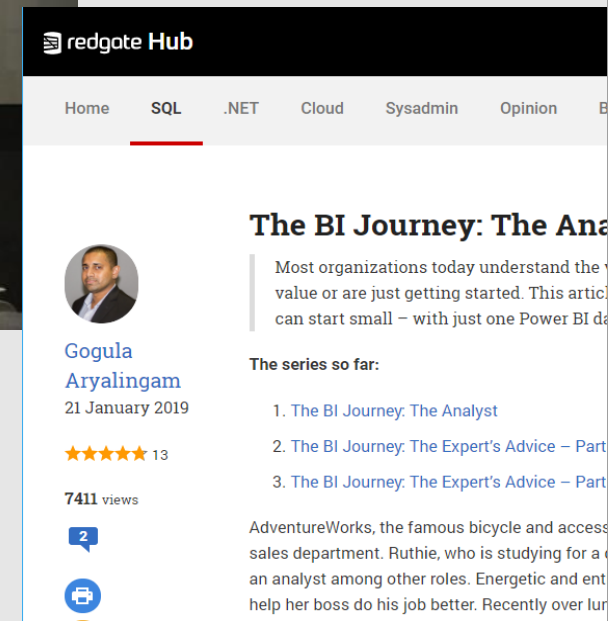 redgate Hub
Home SQL .NET Cloud Sysadmin Opinion B
The BI Journey: The Ana
Most organizations today understand the
value or are just getting started. This artic
can start small – with just one Power BI da
Gogula
Aryalingam
21 January 2019
13
7411 views
2
The series so far:
1. The BI Journey: The Analyst
2. The BI Journey: The Expert's Advice – Part
3. The BI Journey: The Expert's Advice – Part
AdventureWorks, the famous bicycle and access
sales department. Ruthie, who is studying for a
an analyst among other roles. Energetic and ent
help her boss do his job better. Recently over lun